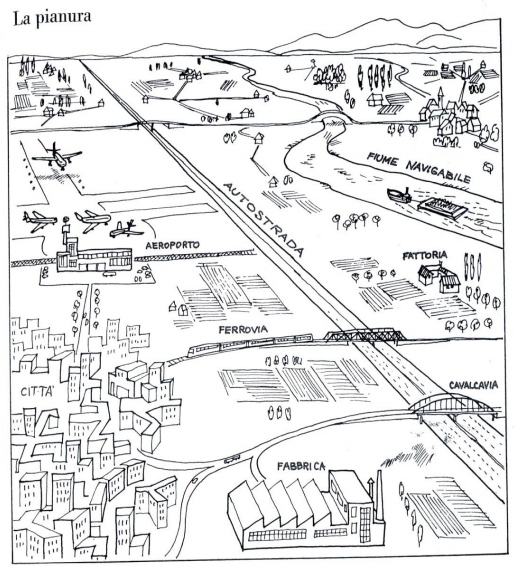 La pianura
FIUME NAVIGABILE
AUTOSTRADA
AEROPORTO
FATTORIA
FERROVIA
CAVALCAVIA
CITTA'
FABBRICA